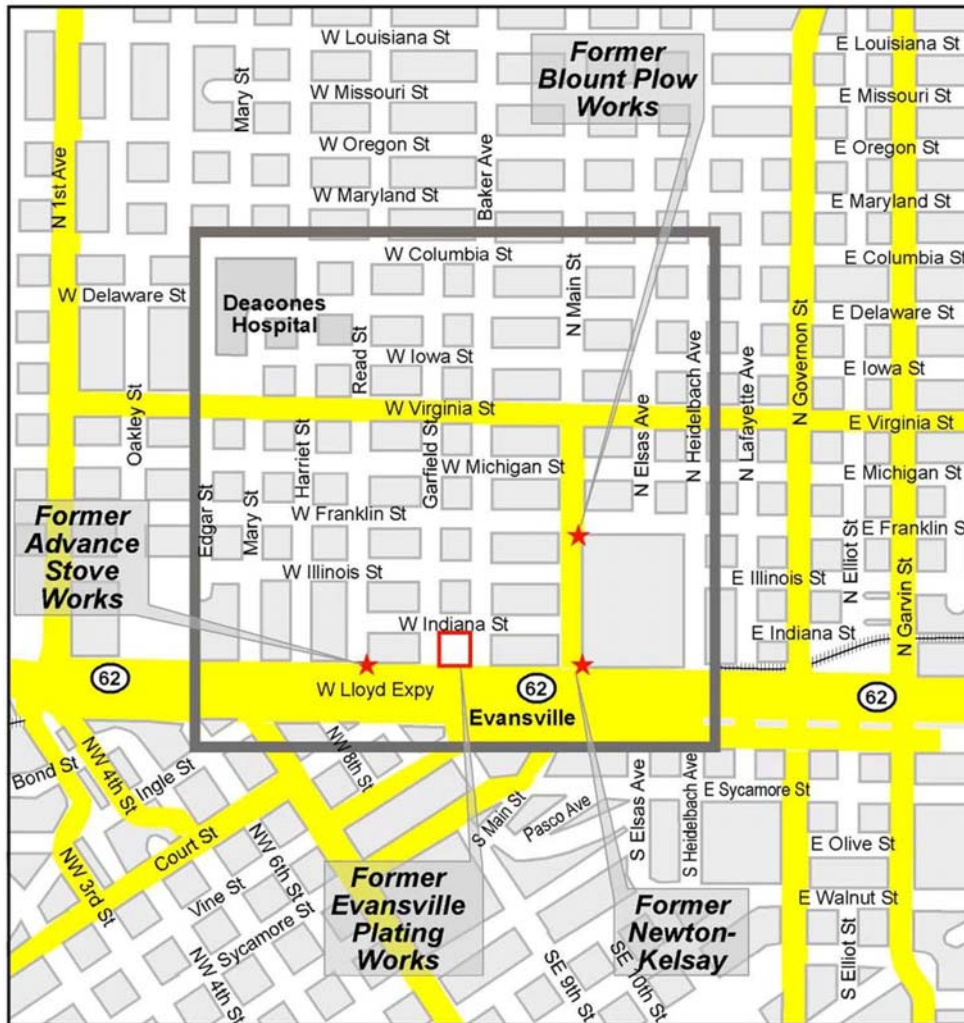 W Louisiana St
Former
Blount Plow
Works
E Louisiana St
Mary St
W Missouri St
E Missouri St
W Oregon St
E Oregon St
N 1st Ave
W Maryland St
Baker Ave
E Maryland St
W Columbia St
E Columbia St
W Delaware St
Deacones
Hospital
N Main St
E Delaware St
Read St
W Iowa St
N Heidelbach Ave
N Lafayette Ave
N Governon St
E Iowa St
W Virginia St
E Virginia St
Oakley St
Harriet St
Garfield St
W Michigan St
N Elsas Ave
E Michigan St
Former
Advance
Stove
Works
Edgar St
Mary St
W Franklin St
N Elliot St
E Franklin S
W Illinois St
E Illinois St
N Garvin St
W Indiana St
E Indiana St
62
W Lloyd Expy
62
Evansville
62
Bond St
NW 4th St
Ingle St
NW 8th St
S Main St
Pasco Ave
S Elsas Ave
S Heidelbach Ave
E Sycamore St
NW 3rd St
Court St
NW 6th St
S
E Olive St
Vine St
Sycamore St
Former
Evansville
Plating
Works
Former
Newton-
Kelsay
E Walnut St
NW 4th St
SE 9th St
SE 10th St
S Elliot St